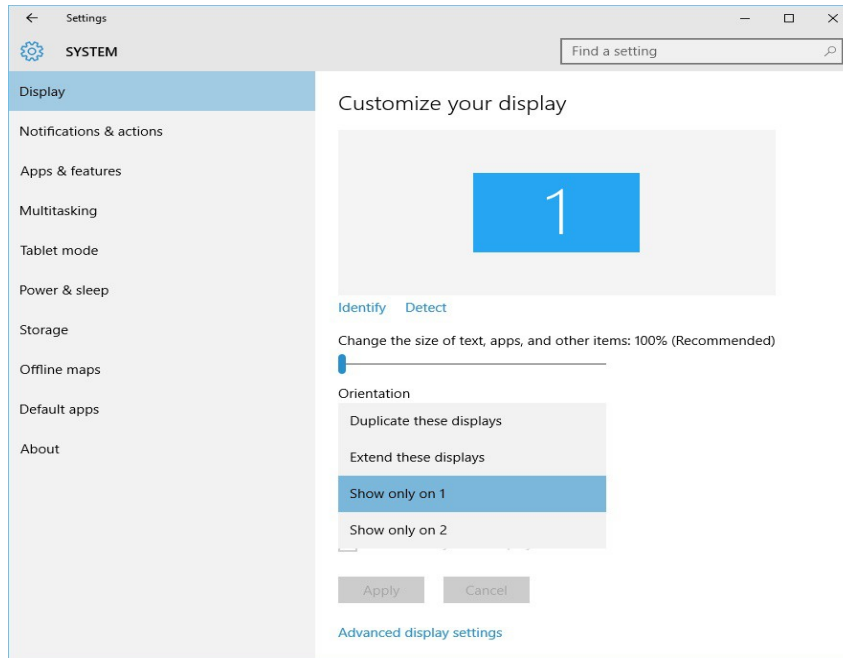 Settings
SYSTEM
Find a setting
Display
Notifications & actions
Apps & features
Multitasking
Tablet mode
Power & sleep
Storage
Offline maps
Default apps
About
Customize your display
1
Identify Detect
Change the size of text, apps, and other items: 100% (Recommended)
Orientation
Duplicate these displays
Extend these displays
Show only on 1
Show only on 2
Apply Cancel
Advanced display settings